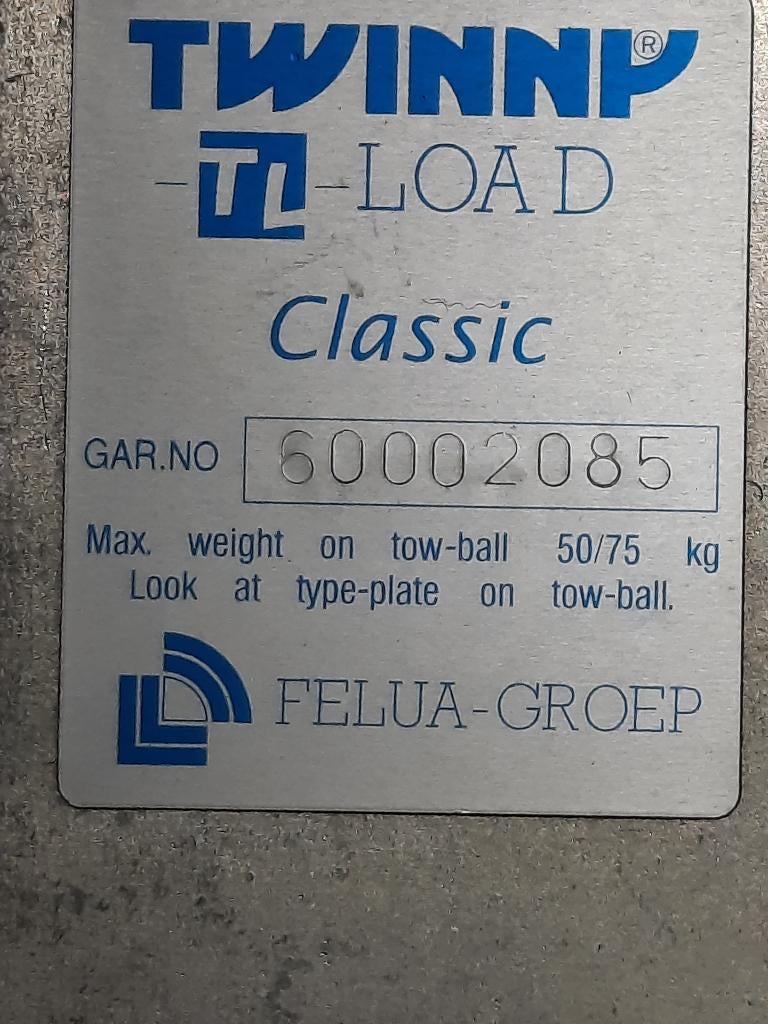 TWINNY®
-TL-LOAD
Classic
GAR.NO 60002085
Max. weight on tow-ball 50/75 kg
Look at type-plate on tow-ball.
FELUA-GROEP